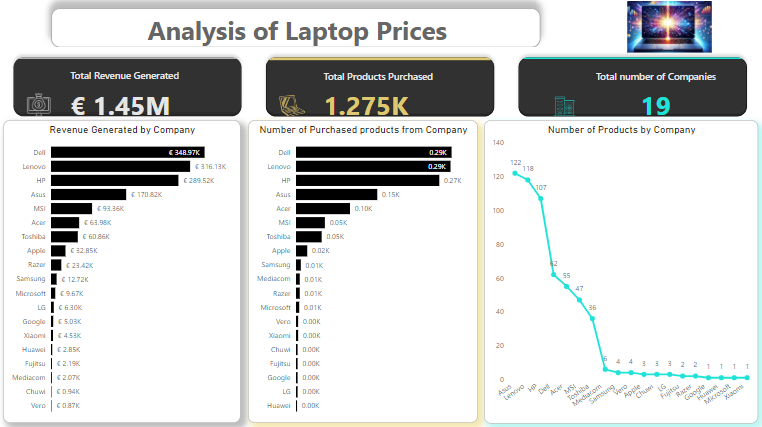 Analysis of Laptop Prices
Total Revenue Generated
€ 1.45M
Total Products Purchased
1.275K
Total number of Companies
19
Revenue Generated by Company
Dell € 348.97K
Lenovo € 316.13K
HP € 289.52K
Asus € 170.82K
MSI € 93.36K
Acer € 63.98K
Toshiba € 60.86K
Apple € 32.85K
Razer € 23.42K
Samsung € 12.72K
Microsoft € 9.67K
LG € 6.30K
Google € 5.03K
Xiaomi € 4.53K
Huawei € 2.85K
Fujitsu € 2.19K
Mediacom € 2.07K
Chuwi € 0.94K
Vero € 0.87K
Number of Purchased products from Company
Dell 0.29K
Lenovo 0.29K
HP 0.27K
Asus 0.15K
Acer 0.10K
MSI 0.05K
Toshiba 0.05K
Apple 0.02K
Samsung 0.01K
Mediacom 0.01K
Razer 0.01K
Microsoft 0.01K
Vero 0.00K
Xiaomi 0.00K
Chuwi 0.00K
Fujitsu 0.00K
Google 0.00K
LG 0.00K
Huawei 0.00K
Number of Products by Company
140
120
100
80
60
40
20
0
122 118 107 62 55 47 36 6 4 4 3 3 3 2 2 1 1 1 1
Asus Lenovo HP Dell Acer MSI Toshiba Mediacom Samsung Vero Apple Chuwi LG Fujitsu Razer Google Huawei Microsoft Xiaomi